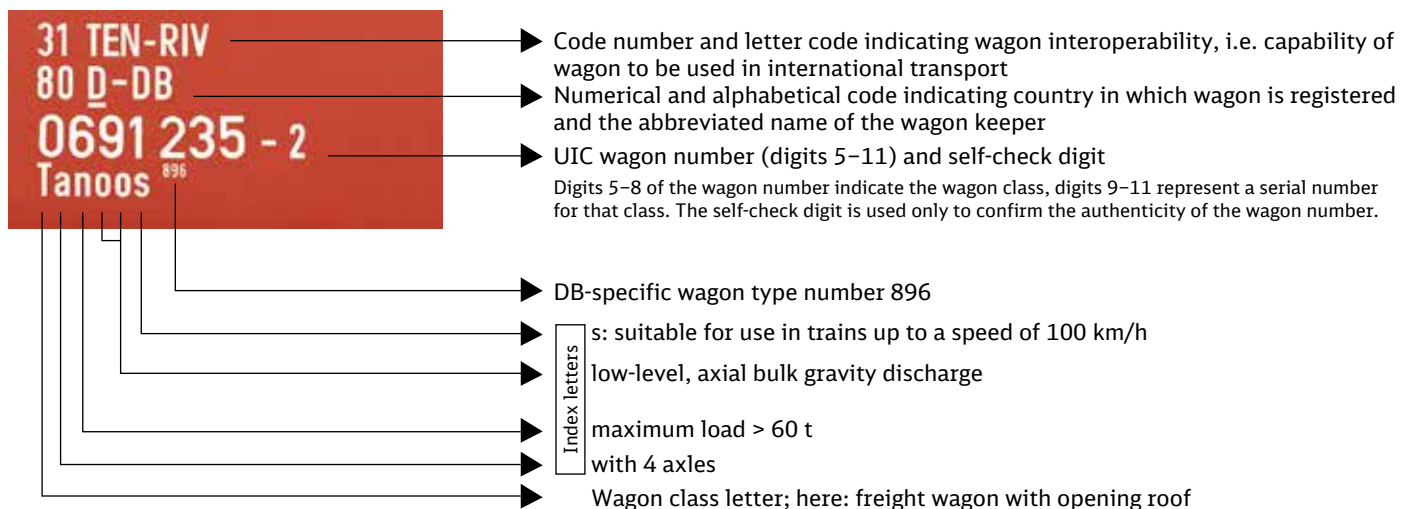 31 TEN-RIV
80 D-DB
0691 235 - 2
Tanoos 896
Code number and letter code indicating wagon interoperability, i.e. capability of
wagon to be used in international transport
Numerical and alphabetical code indicating country in which wagon is registered
and the abbreviated name of the wagon keeper
UIC wagon number (digits 5–11) and self-check digit
Digits 5–8 of the wagon number indicate the wagon class, digits 9–11 represent a serial number
for that class. The self-check digit is used only to confirm the authenticity of the wagon number.
DB-specific wagon type number 896
Index letters
s: suitable for use in trains up to a speed of 100 km/h
low-level, axial bulk gravity discharge
maximum load > 60 t
with 4 axles
Wagon class letter; here: freight wagon with opening roof